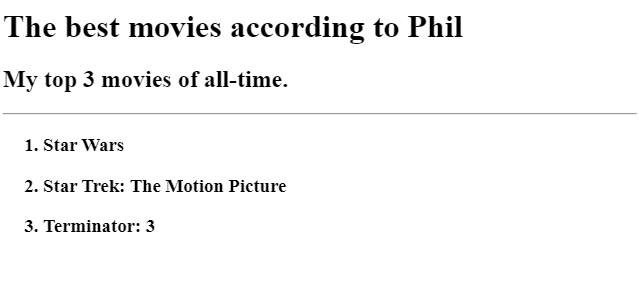 The best movies according to Phil
My top 3 movies of all-time.
1. Star Wars
2. Star Trek: The Motion Picture
3. Terminator: 3